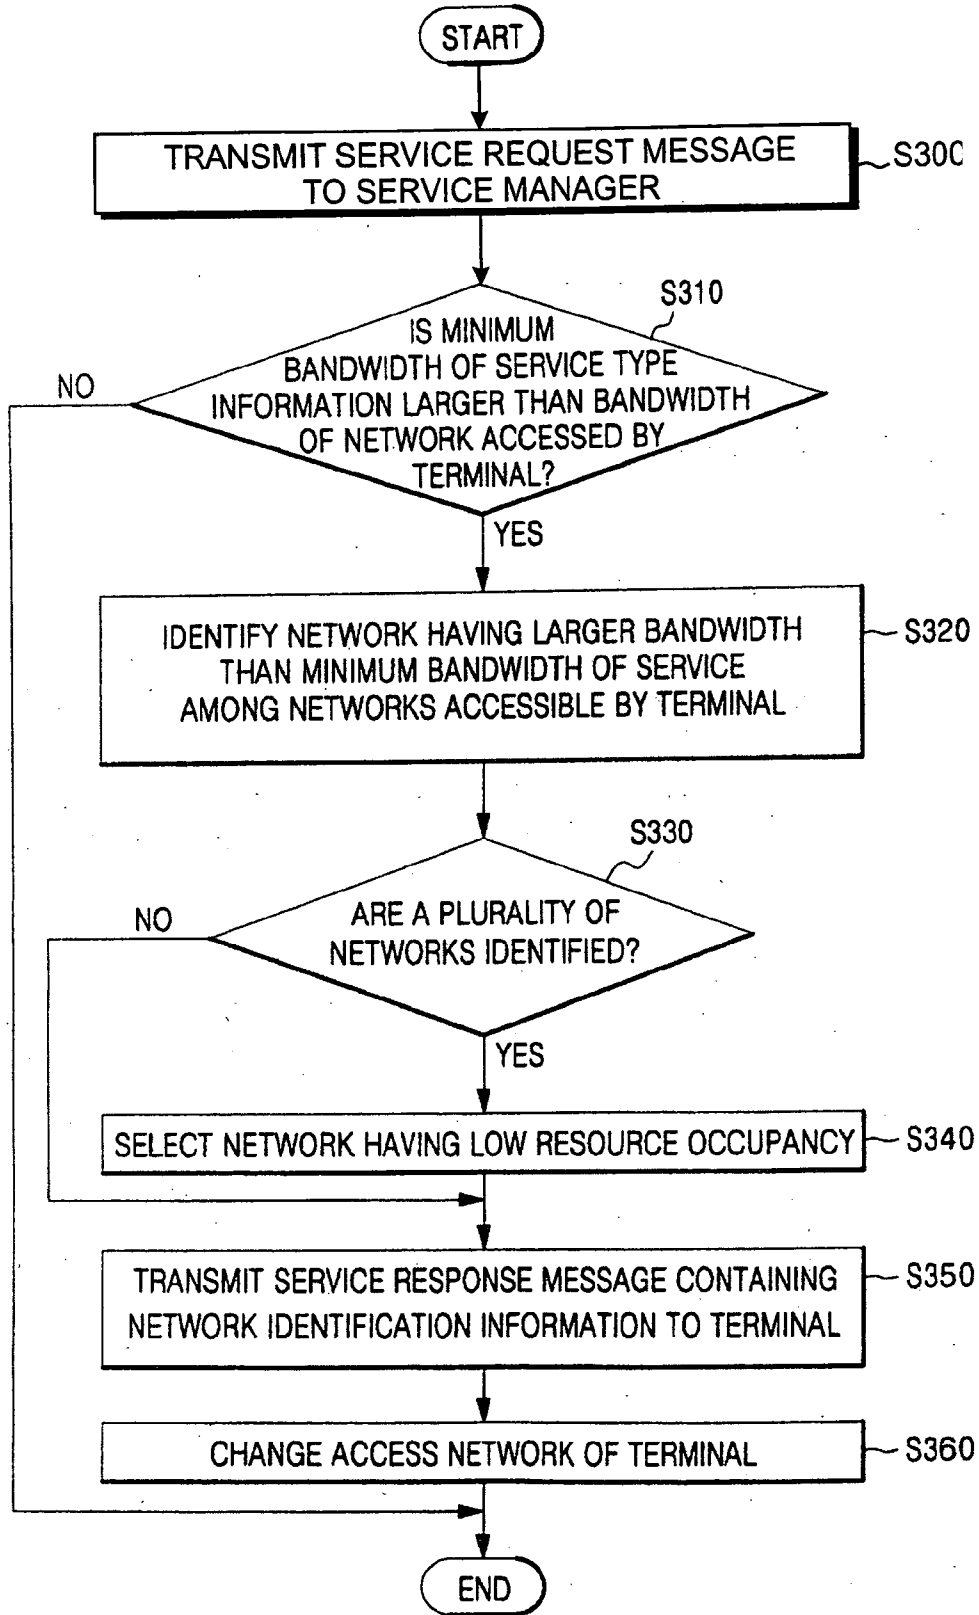 START
TRANSMIT SERVICE REQUEST MESSAGE
TO SERVICE MANAGER
S300
S310
IS MINIMUM
BANDWIDTH OF SERVICE TYPE
INFORMATION LARGER THAN BANDWIDTH
OF NETWORK ACCESSED BY
TERMINAL?
NO
YES
IDENTIFY NETWORK HAVING LARGER BANDWIDTH
THAN MINIMUM BANDWIDTH OF SERVICE
AMONG NETWORKS ACCESSIBLE BY TERMINAL
S320
S330
ARE A PLURALITY OF
NETWORKS IDENTIFIED?
NO
YES
SELECT NETWORK HAVING LOW RESOURCE OCCUPANCY
S340
TRANSMIT SERVICE RESPONSE MESSAGE CONTAINING
NETWORK IDENTIFICATION INFORMATION TO TERMINAL
S350
CHANGE ACCESS NETWORK OF TERMINAL
S360
END